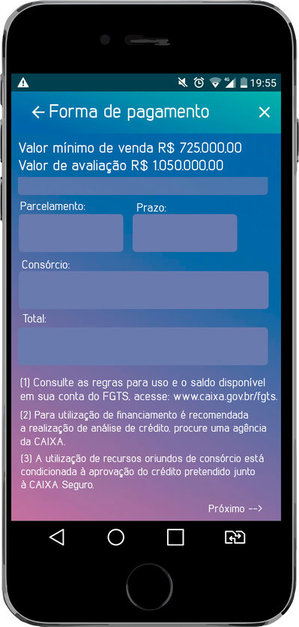 19:55
Forma de pagamento
Valor mínimo de venda R$ 725.000,00
Valor de avaliação R$ 1.050.000,00
Parcelamento:
Prazo:
Consórcio:
Total:
(1) Consulte as regras para uso e o saldo disponível
em sua conta do FGTS, acesse: www.caixa.gov.br/fgts.
(2) Para utilização de financiamento é recomendada
a realização de análise de crédito, procure uma agência
da CAIXA.
(3) A utilização de recursos oriundos de consórcio está
condicionada à aprovação do crédito pretendido junto
à CAIXA Seguro.
Próximo -->